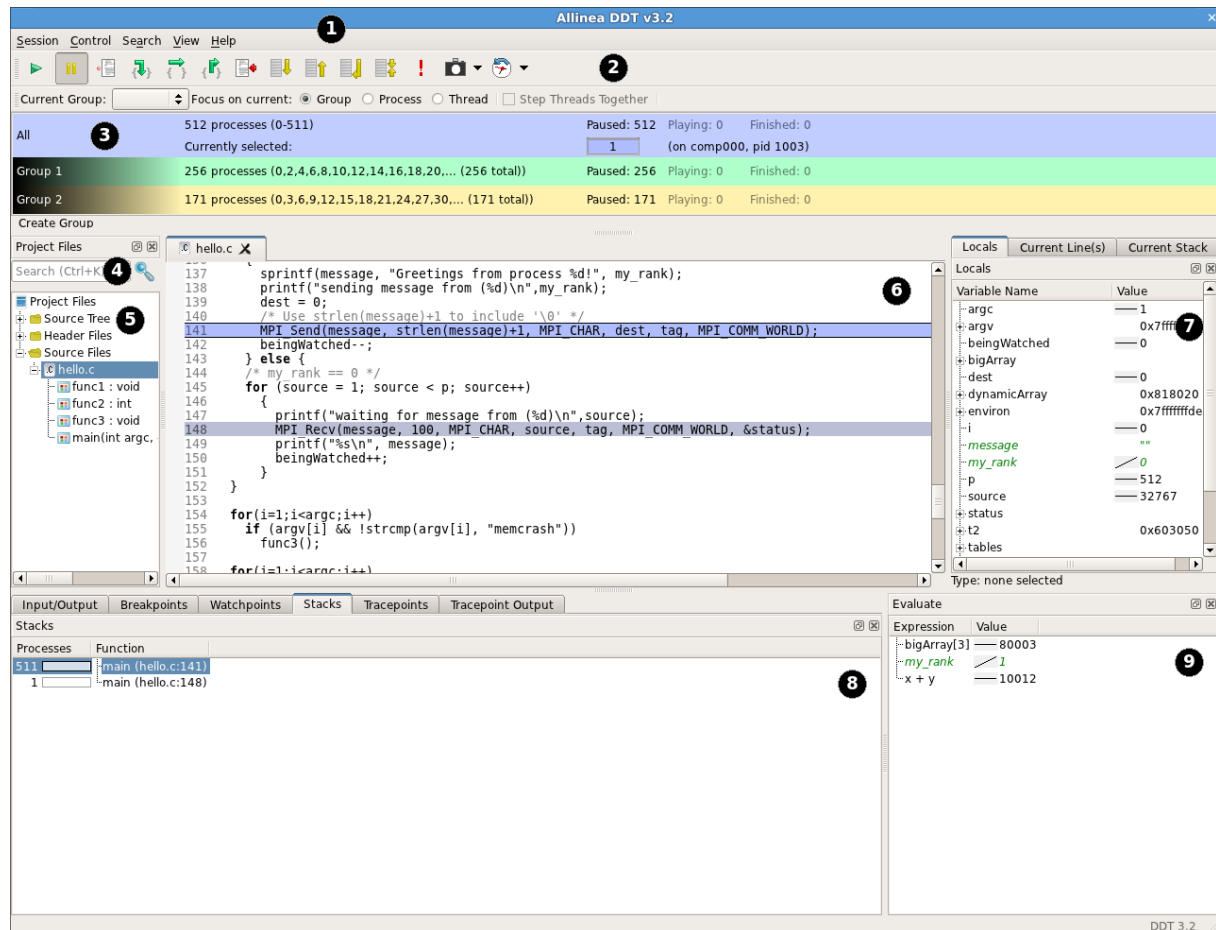 Allinea DDT v3.2
1
Session Control Search View Help
2
Current Group: Focus on current: Group Process Thread Step Threads Together
3
All 512 processes (0-511) Paused: 512 Playing: 0 Finished: 0
Currently selected: 1 (on comp000, pid 1003)
Group 1 256 processes (0,2,4,6,8,10,12,14,16,18,20,... (256 total)) Paused: 256 Playing: 0 Finished: 0
Group 2 171 processes (0,3,6,9,12,15,18,21,24,27,30,... (171 total)) Paused: 171 Playing: 0 Finished: 0
Create Group
Project Files
Search (Ctrl+K
4
Project Files
5
Source Tree
Header Files
Source Files
hello.c
func1 : void
func2 : int
func3 : void
main(int argc,
hello.c
6
136 {
137 sprintf(message, "Greetings from process %d!", my_rank);
138 printf("sending message from (%d)\n",my_rank);
139 dest = 0;
140 /* Use strlen(message)+1 to include '\0' */
141 MPI_Send(message, strlen(message)+1, MPI_CHAR, dest, tag, MPI_COMM_WORLD);
142 beingWatched--;
143 } else {
144 /* my_rank == 0 */
145 for (source = 1; source < p; source++)
146 {
147 printf("waiting for message from (%d)\n",source);
148 MPI_Recv(message, 100, MPI_CHAR, source, tag, MPI_COMM_WORLD, &status);
149 printf("%s\n", message);
150 beingWatched++;
151 }
152 }
153
154 for(i=1;i<argc;i++)
155 if (argv[i] && !strcmp(argv[i], "memcrash"))
156 func3();
157
158 for(i=1;i<argc;i++)
Locals Current Line(s) Current Stack
Locals
Variable Name Value
argc 1
argv 0x7fff
7
beingWatched 0
bigArray
dest 0
dynamicArray 0x818020
environ 0x7fffffffde
i 0
message ""
my_rank 0
p 512
source 32767
status
t2 0x603050
tables
Type: none selected
Input/Output Breakpoints Watchpoints Stacks Tracepoints Tracepoint Output
Stacks
Processes Function
511 main (hello.c:141)
1 main (hello.c:148)
8
Evaluate
Expression Value
bigArray[3] 80003
my_rank 1
x + y 10012
9
DDT 3.2